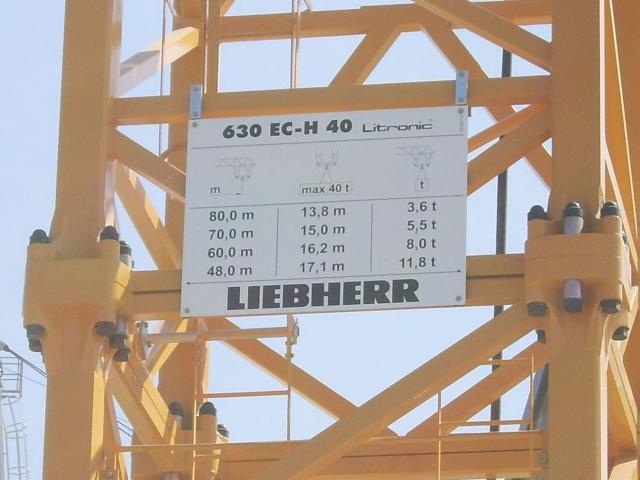 630 EC-H 40 Litronic
m max 40 t t
80,0 m 13,8 m 3,6 t
70,0 m 15,0 m 5,5 t
60,0 m 16,2 m 8,0 t
48,0 m 17,1 m 11,8 t
LIEBHERR